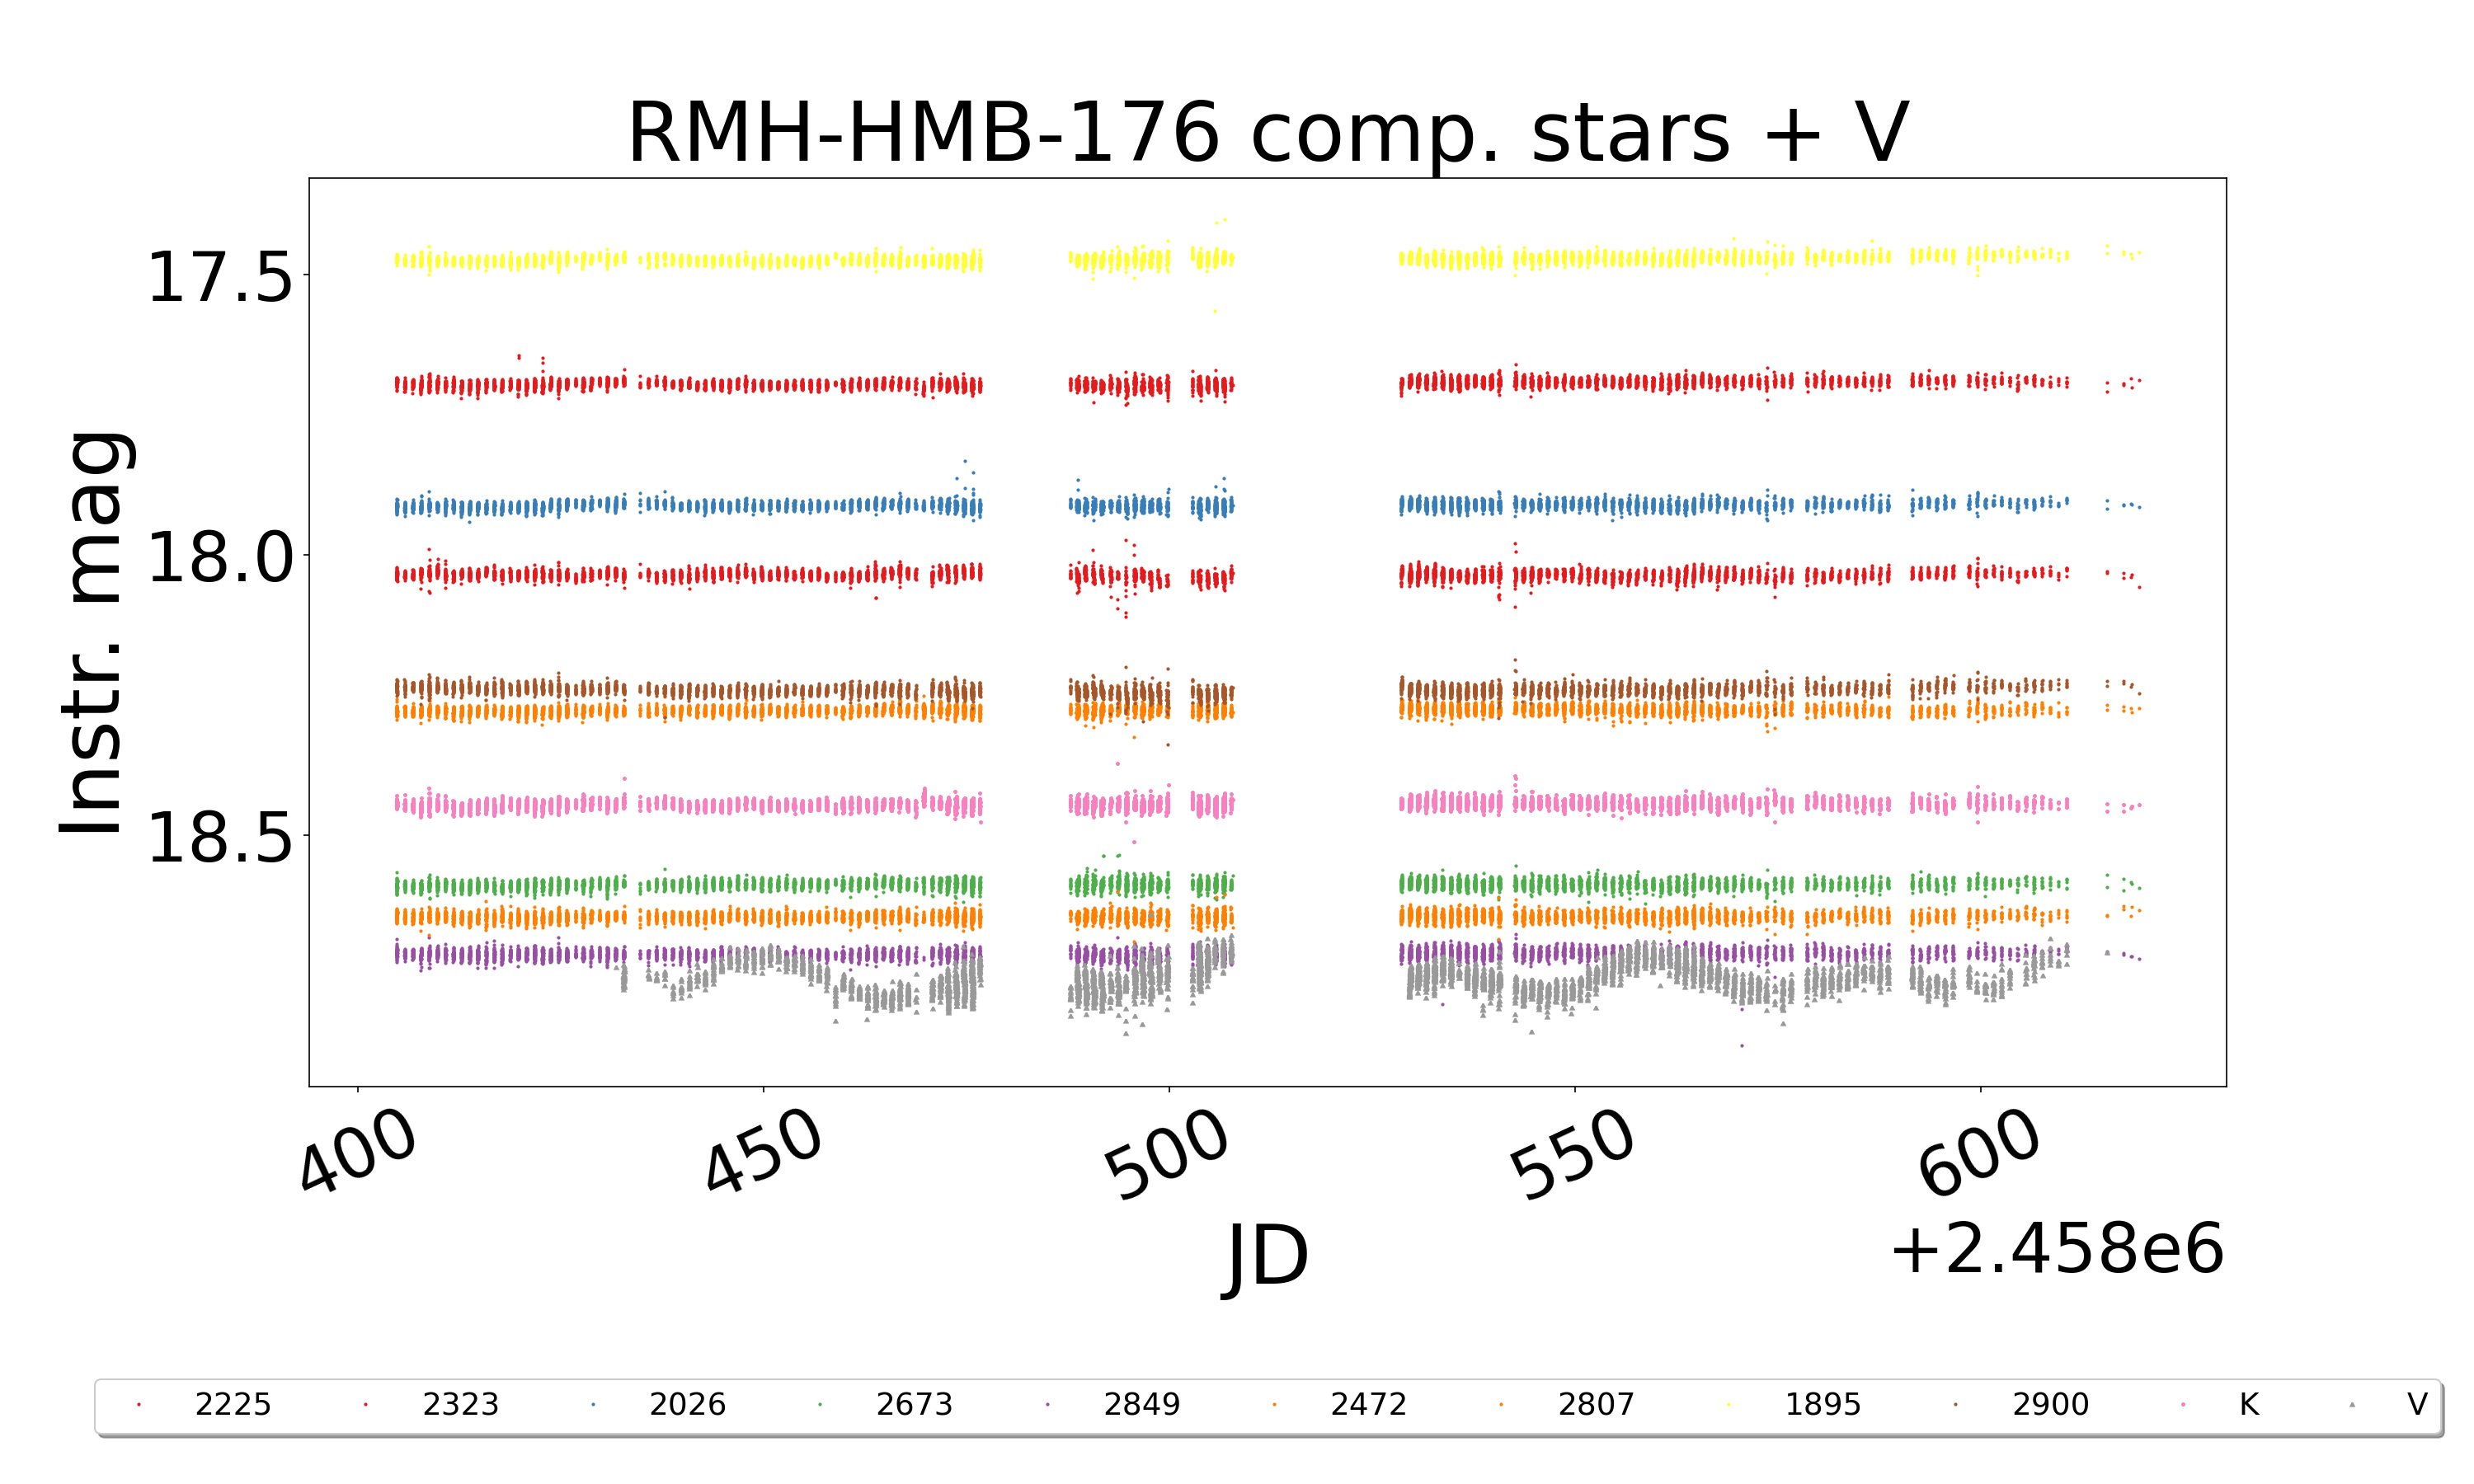 RMH-HMB-176 comp. stars + V
Instr. mag
17.5
18.0
18.5
400 450 500 550 600
JD
+2.458e6
2225 2323 2026 2673 2849 2472 2807 1895 2900 K V